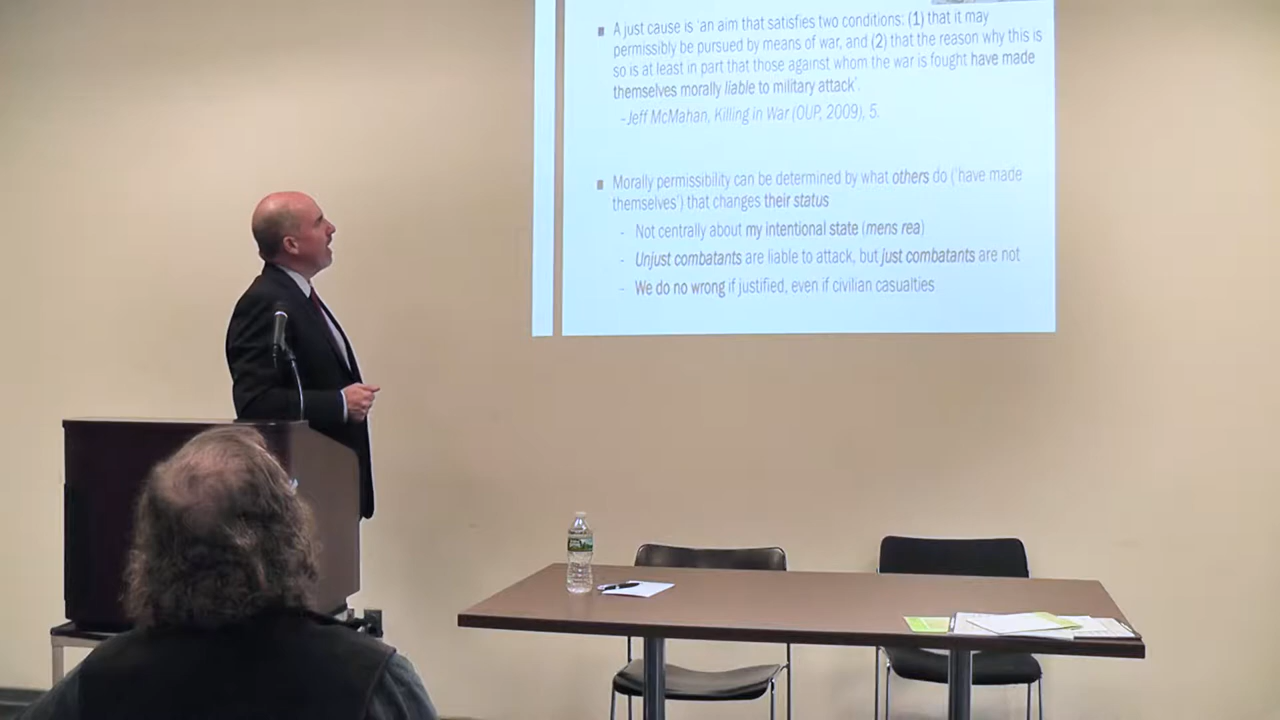 A just cause is 'an aim that satisfies two conditions: (1) that it may
permissibly be pursued by means of war, and (2) that the reason why this is
so is at least in part that those against whom the war is fought have made
themselves morally liable to military attack'.
–Jeff McMahan, Killing in War (OUP, 2009), 5.
Morally permissibility can be determined by what others do ('have made
themselves') that changes their status
- Not centrally about my intentional state (mens rea)
- Unjust combatants are liable to attack, but just combatants are not
- We do no wrong if justified, even if civilian casualties